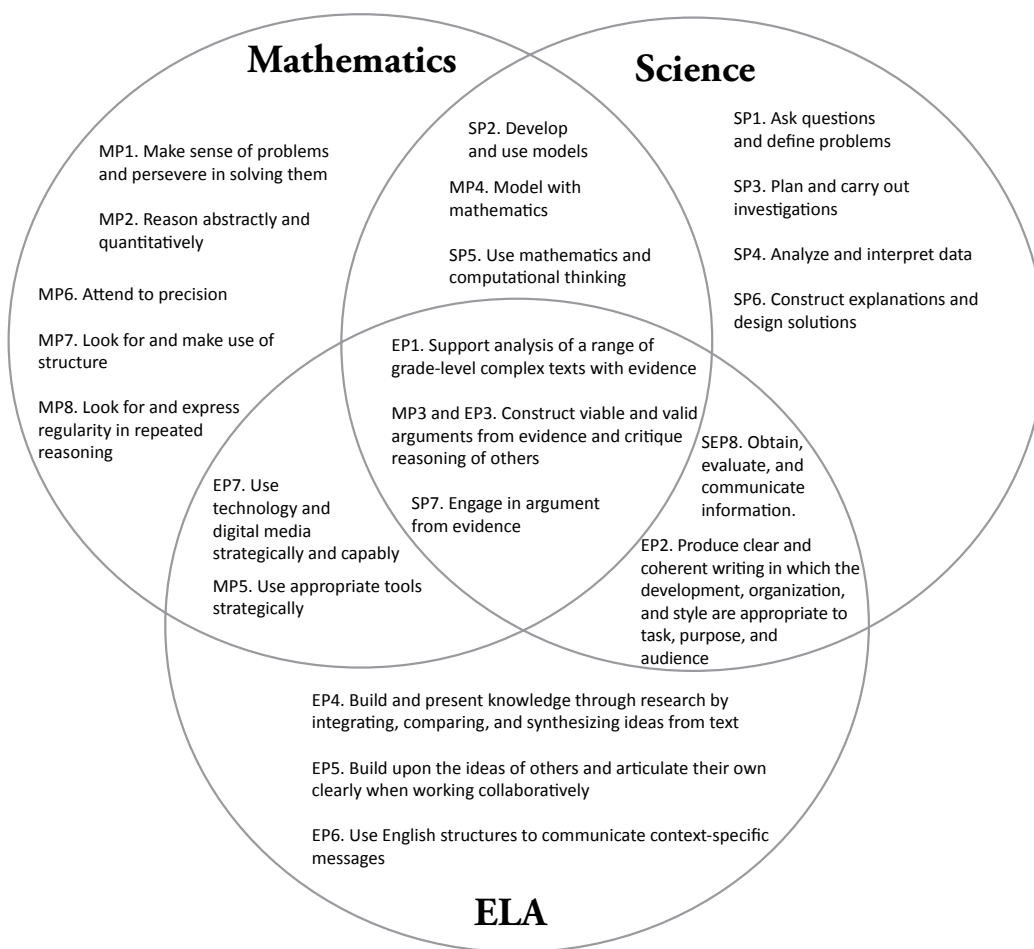 Mathematics
Science
MP1. Make sense of problems
and persevere in solving them
MP2. Reason abstractly and
quantitatively
MP6. Attend to precision
MP7. Look for and make use of
structure
MP8. Look for and express
regularity in repeated
reasoning
SP2. Develop
and use models
MP4. Model with
mathematics
SP5. Use mathematics and
computational thinking
SP1. Ask questions
and define problems
SP3. Plan and carry out
investigations
SP4. Analyze and interpret data
SP6. Construct explanations and
design solutions
EP1. Support analysis of a range of
grade-level complex texts with evidence
MP3 and EP3. Construct viable and valid
arguments from evidence and critique
reasoning of others
SP7. Engage in argument
from evidence
EP7. Use
technology and
digital media
strategically and capably
MP5. Use appropriate tools
strategically
SEP8. Obtain,
evaluate, and
communicate
information.
EP2. Produce clear and
coherent writing in which the
development, organization,
and style are appropriate to
task, purpose, and
audience
EP4. Build and present knowledge through research by
integrating, comparing, and synthesizing ideas from text
EP5. Build upon the ideas of others and articulate their own
clearly when working collaboratively
EP6. Use English structures to communicate context-specific
messages
ELA